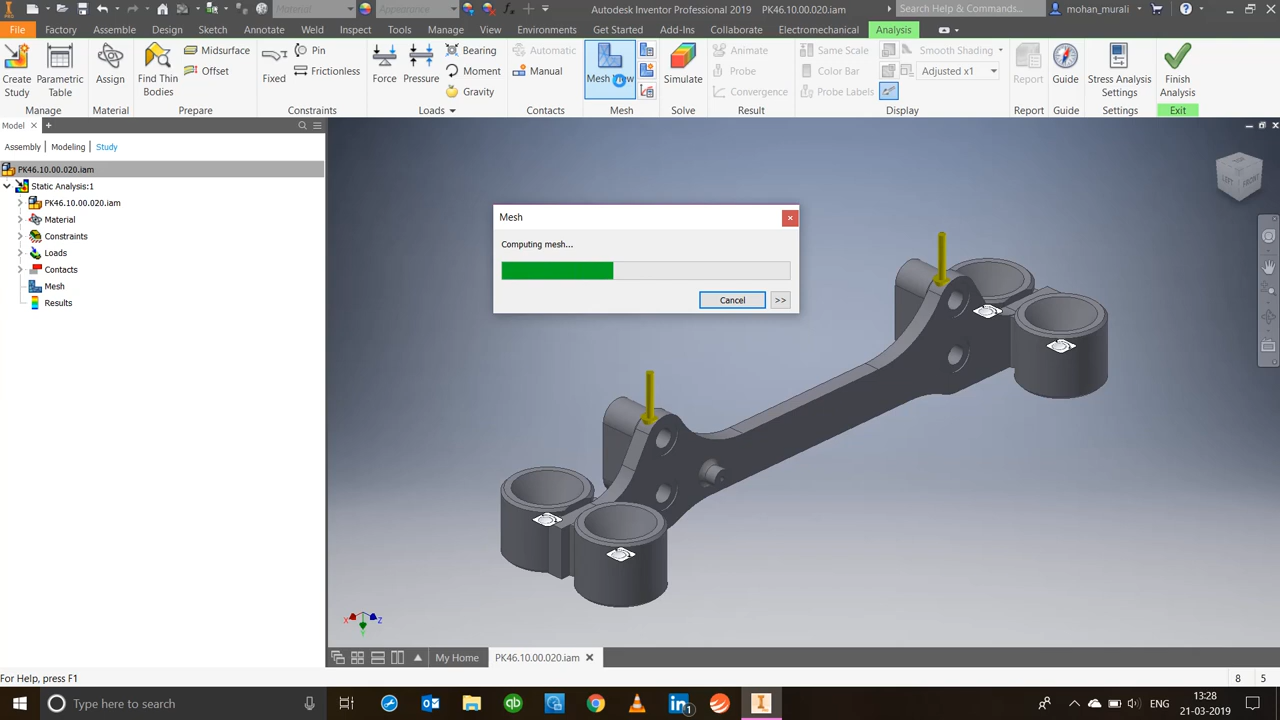 Material
Appearance
Autodesk Inventor Professional 2019 PK46.10.00.020.iam
Search Help & Commands...
mohan_murali
File Factory Assemble Design Sketch Annotate Weld Inspect Tools Manage View Environments Get Started Add-Ins Collaborate Electromechanical Analysis
Create Study
Parametric Table
Manage
Assign
Material
Find Thin Bodies
Midsurface
Offset
Prepare
Fixed
Pin
Frictionless
Constraints
Force
Pressure
Bearing
Moment
Gravity
Loads
Automatic
Manual
Contacts
Mesh View
Mesh
Simulate
Solve
Animate
Probe
Convergence
Result
Same Scale
Color Bar
Probe Labels
Smooth Shading
Adjusted x1
Display
Report
Report
Guide
Guide
Stress Analysis Settings
Settings
Finish Analysis
Exit
Model
Assembly Modeling Study
PK46.10.00.020.iam
Static Analysis:1
PK46.10.00.020.iam
Material
Constraints
Loads
Contacts
Mesh
Results
Mesh
Computing mesh...
Cancel >>
TOP
LEFT FRONT
X Y Z
My Home PK46.10.00.020.iam
For Help, press F1
8 5
Type here to search
1
ENG
13:28
21-03-2019